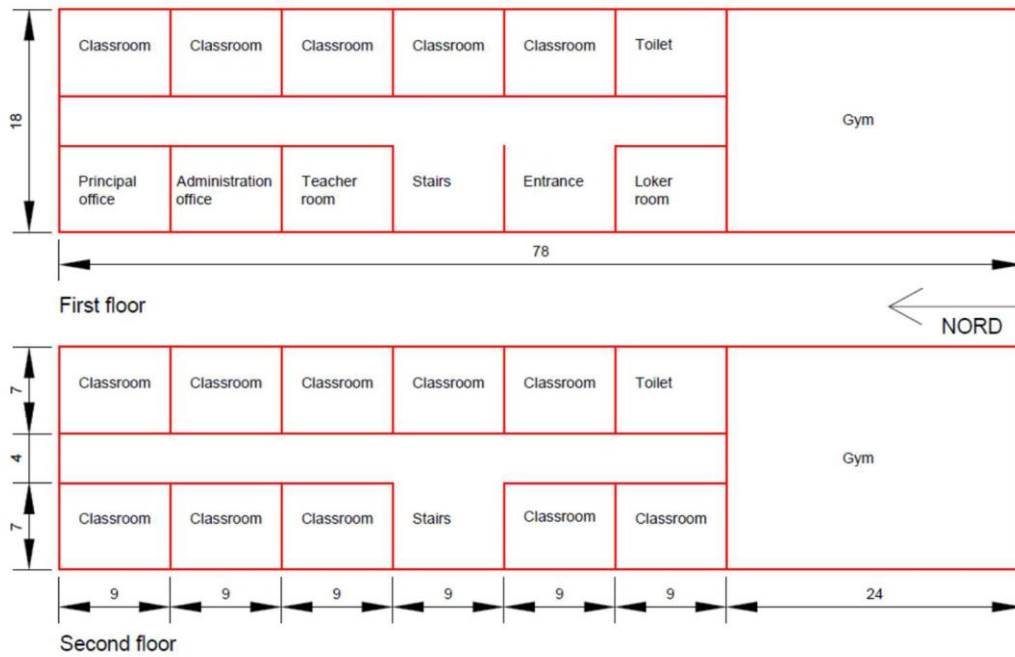 Classroom
Classroom
Classroom
Classroom
Classroom
Toilet
18
Gym
Principal
office
Administration
office
Teacher
room
Stairs
Entrance
Loker
room
78
First floor
NORD
7
Classroom
Classroom
Classroom
Classroom
Classroom
Toilet
4
Gym
7
Classroom
Classroom
Classroom
Stairs
Classroom
Classroom
9
9
9
9
9
9
24
Second floor